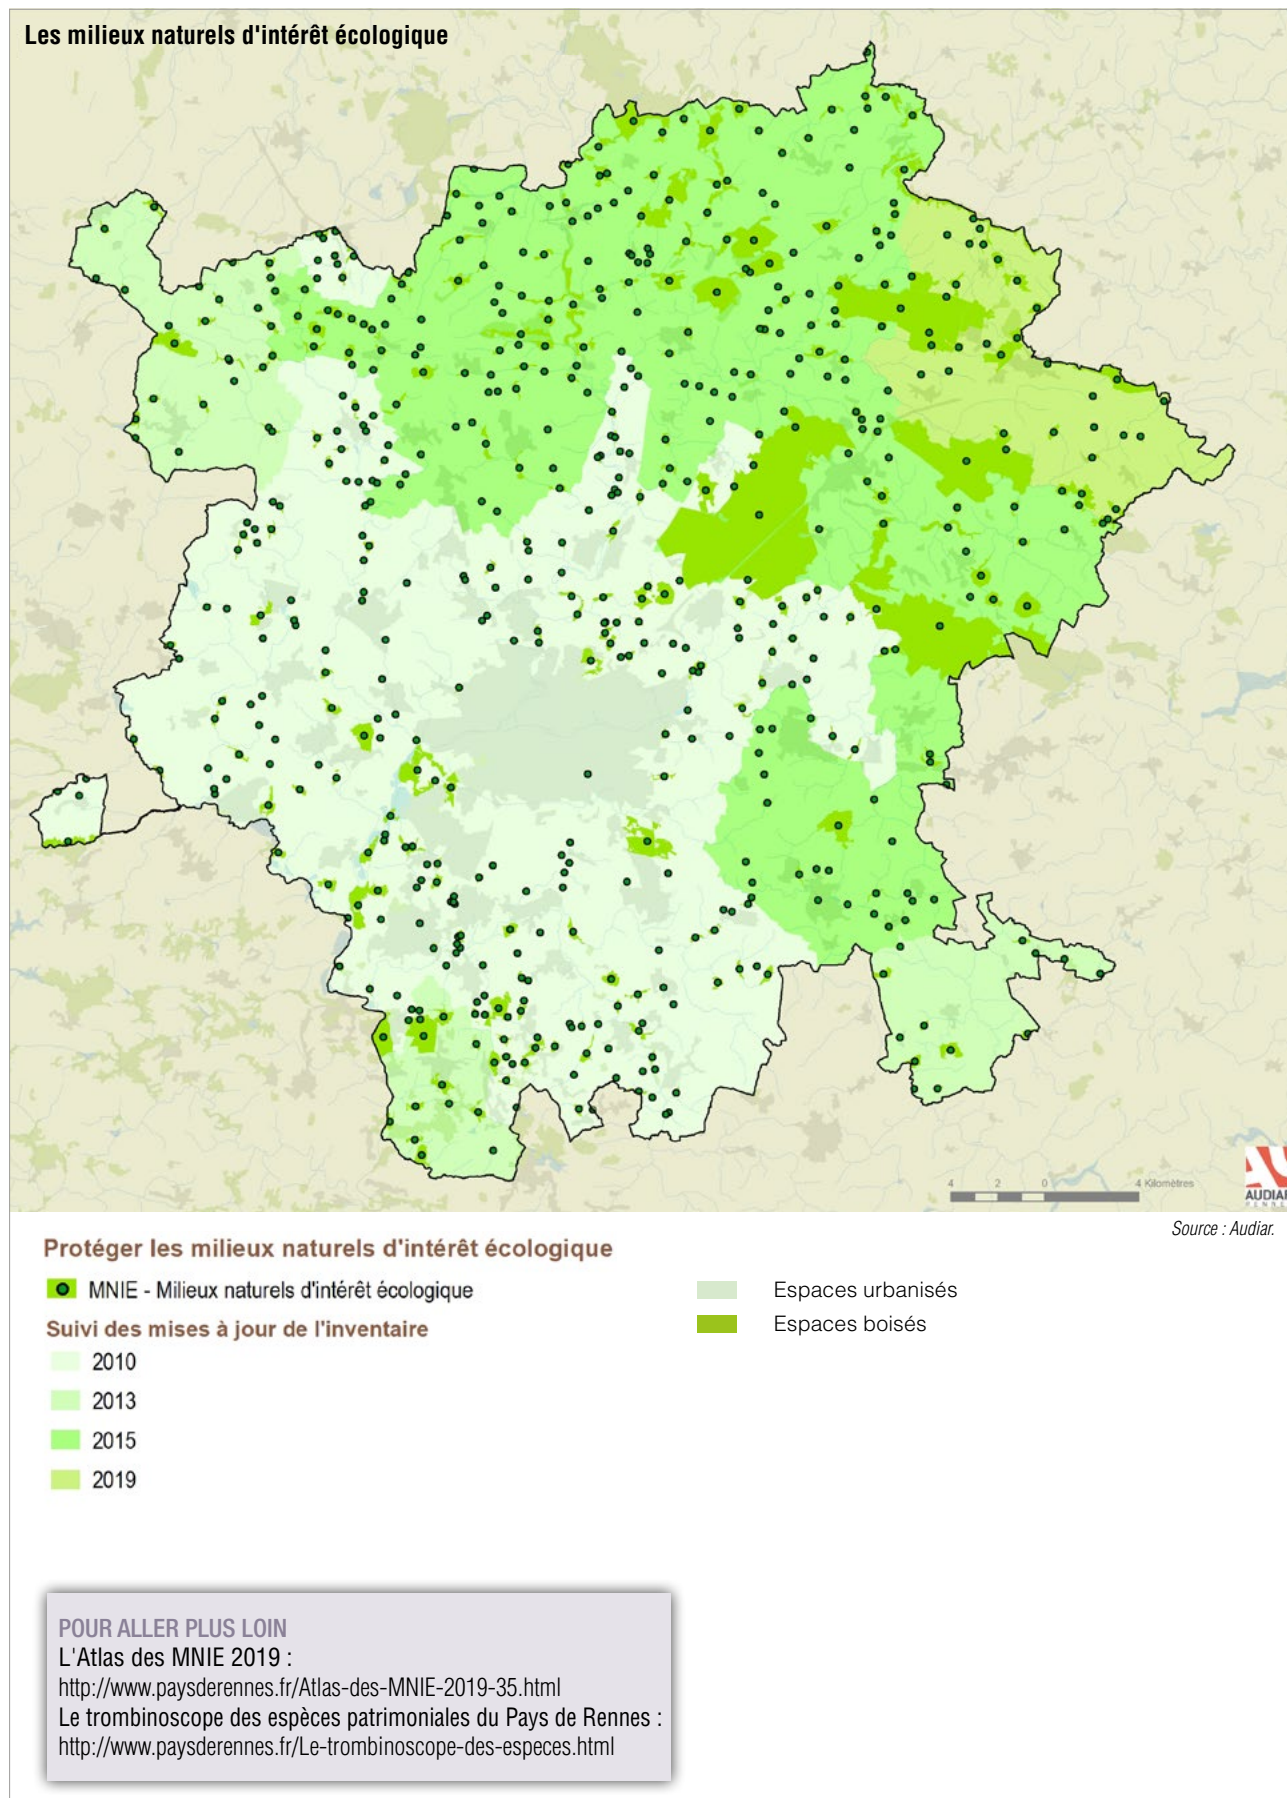 Les milieux naturels d'intérêt écologique
4 2 0 4 Kilomètres
AUDIAR
RENNES
Source : Audiar.
Protéger les milieux naturels d'intérêt écologique
MNIE - Milieux naturels d'intérêt écologique
Suivi des mises à jour de l'inventaire
2010
2013
2015
2019
Espaces urbanisés
Espaces boisés
POUR ALLER PLUS LOIN
L'Atlas des MNIE 2019 :
http://www.paysderennes.fr/Atlas-des-MNIE-2019-35.html
Le trombinoscope des espèces patrimoniales du Pays de Rennes :
http://www.paysderennes.fr/Le-trombinoscope-des-especes.html